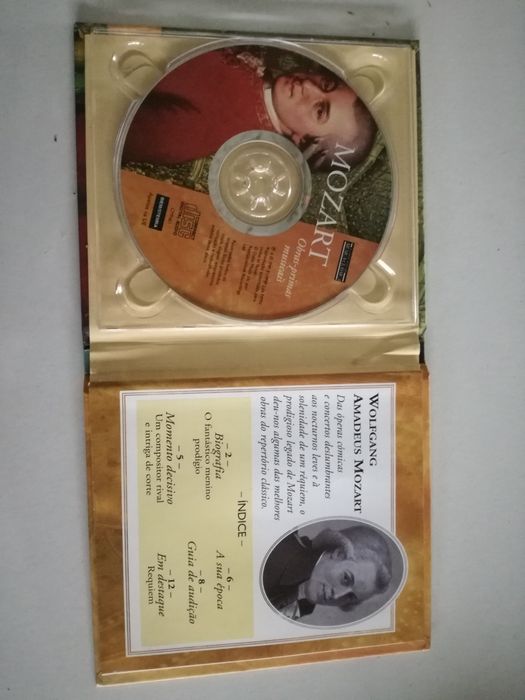 MOZART
Obras-primas
musicais
WOLFGANG
AMADEUS MOZART
Das óperas cómicas
e concertos deslumbrantes
aos nocturnos leves e à
solenidade de um réquiem, o
prodigioso legado de Mozart
deu-nos algumas das melhores
obras do repertório clássico.
– ÍNDICE –
– 2 –
Biografia
O fantástico menino
prodígio
– 5 –
Momento decisivo
Um compositor rival
e intriga de corte
– 6 –
A sua época
– 8 –
Guia de audição
– 12 –
Em destaque
Requiem